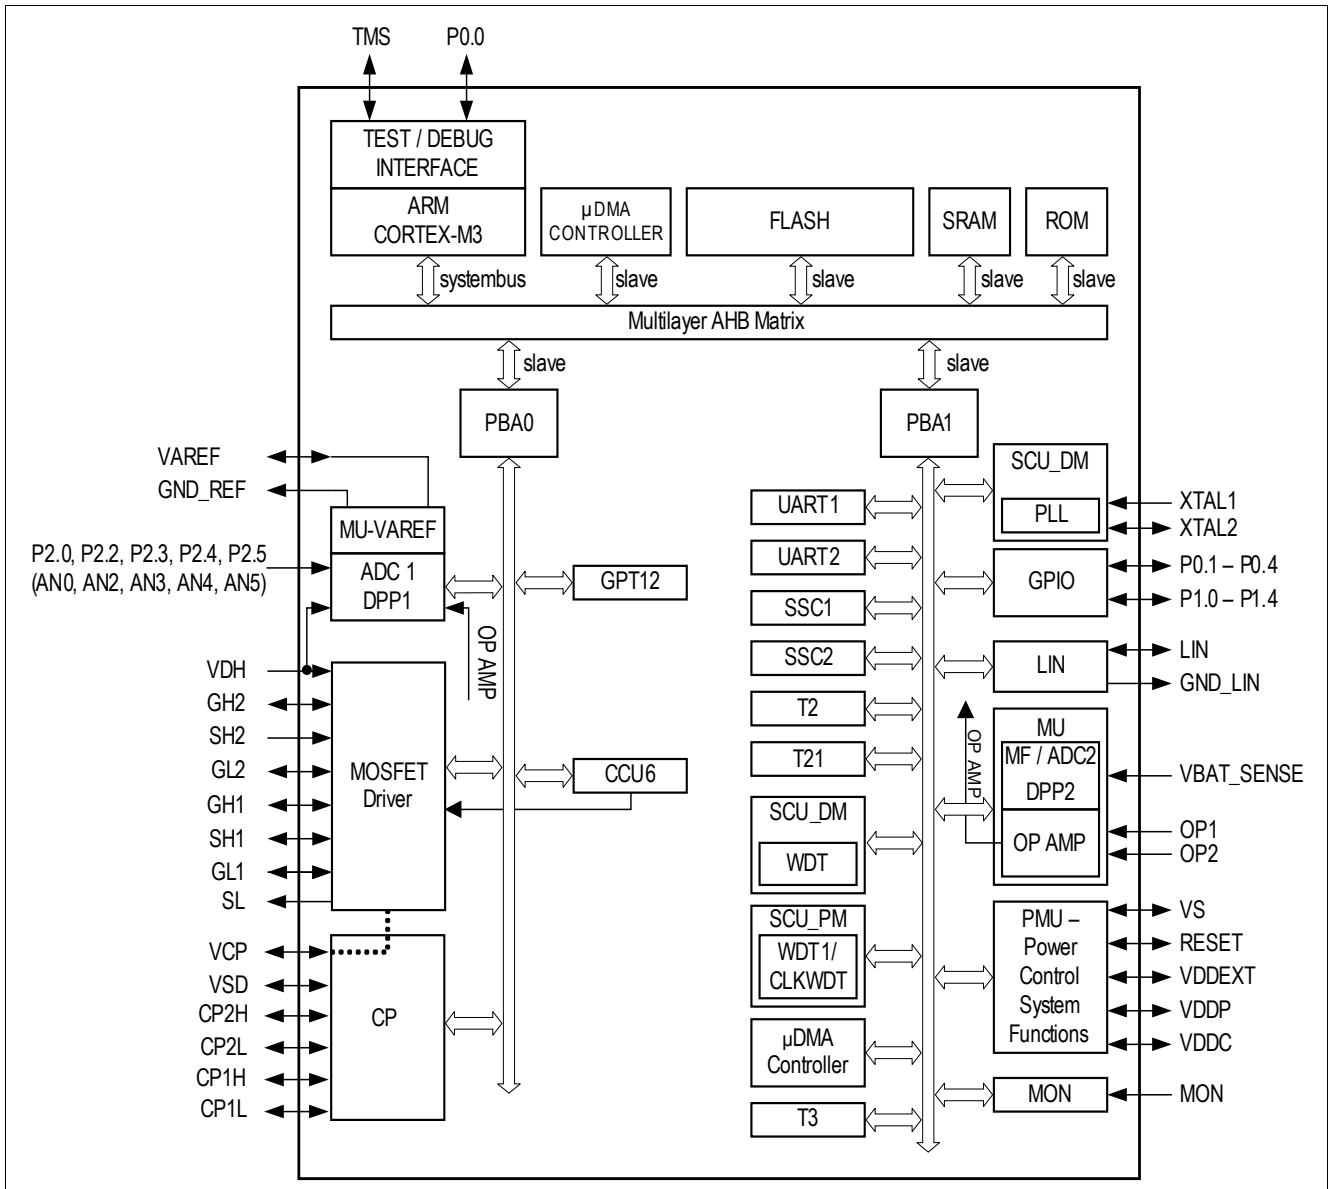 TMS
P0.0
TEST / DEBUG
INTERFACE
ARM
CORTEX-M3
µDMA
CONTROLLER
FLASH
SRAM
ROM
systembus
slave
slave
slave
slave
Multilayer AHB Matrix
slave
slave
PBA0
PBA1
VAREF
GND_REF
MU-VAREF
P2.0, P2.2, P2.3, P2.4, P2.5
(AN0, AN2, AN3, AN4, AN5)
ADC 1
DPP1
GPT12
OP AMP
VDH
GH2
SH2
GL2
GH1
SH1
GL1
SL
MOSFET
Driver
CCU6
VCP
VSD
CP2H
CP2L
CP1H
CP1L
CP
UART1
UART2
SSC1
SSC2
T2
T21
SCU_DM
WDT
SCU_PM
WDT1/
CLKWDT
µDMA
Controller
T3
SCU_DM
PLL
XTAL1
XTAL2
GPIO
P0.1 – P0.4
P1.0 – P1.4
LIN
LIN
GND_LIN
OP AMP
MU
MF / ADC2
DPP2
OP AMP
VBAT_SENSE
OP1
OP2
PMU –
Power
Control
System
Functions
VS
RESET
VDDEXT
VDDP
VDDC
MON
MON